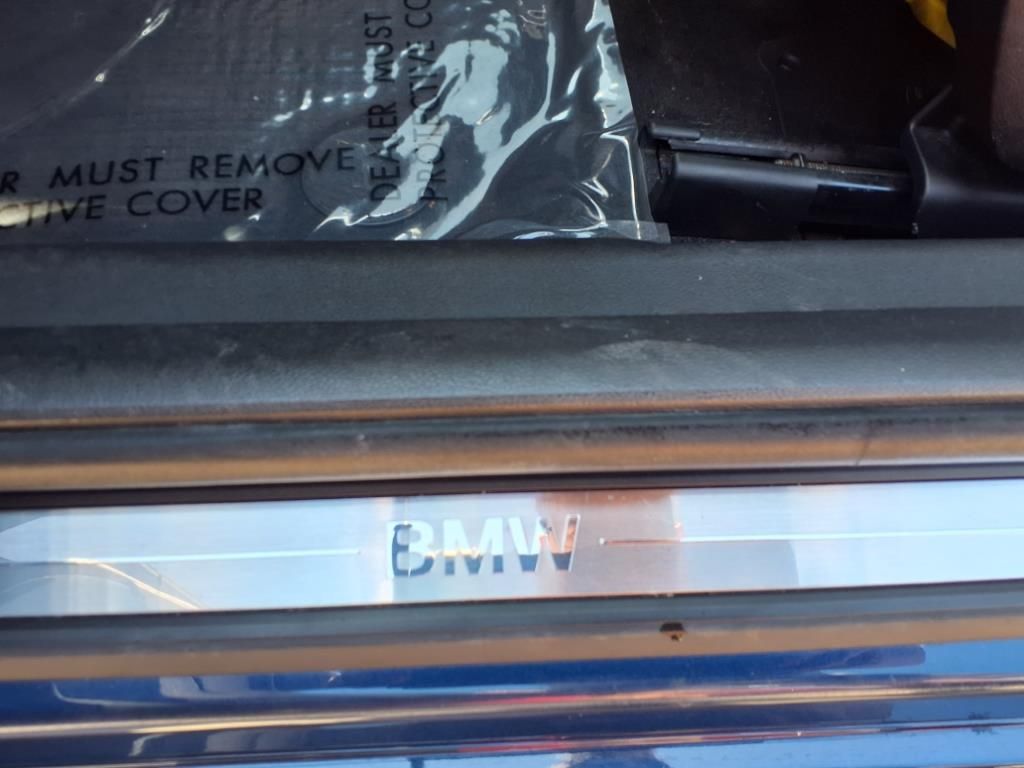 R MUST REMOVE
CTIVE COVER
DEALER MUST
PROTECTIVE CO
BMW